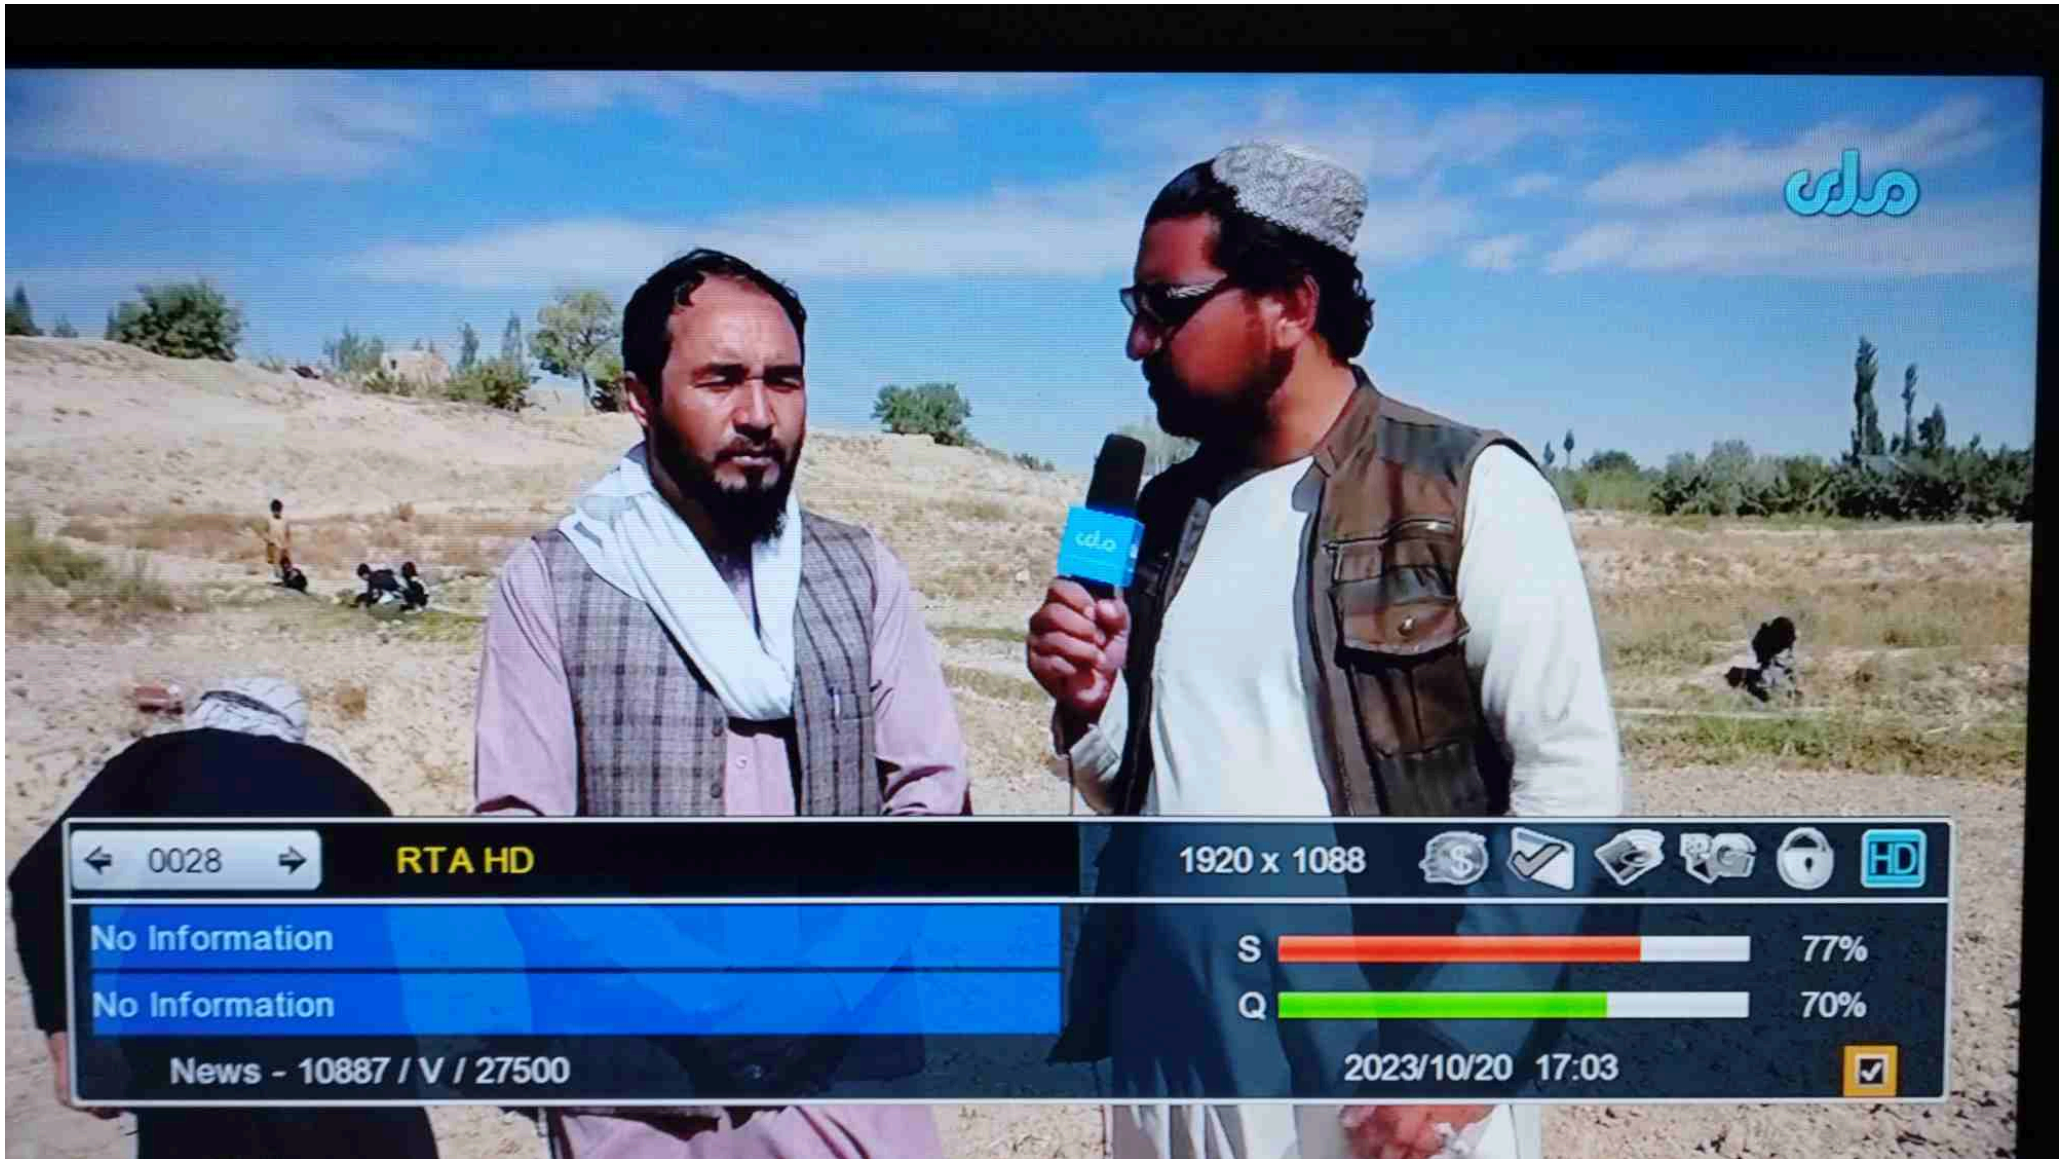 ملی
ملی
0028
RTA HD
1920 x 1088
$
HD
No Information
S
77%
No Information
Q
70%
News - 10887 / V / 27500
2023/10/20 17:03